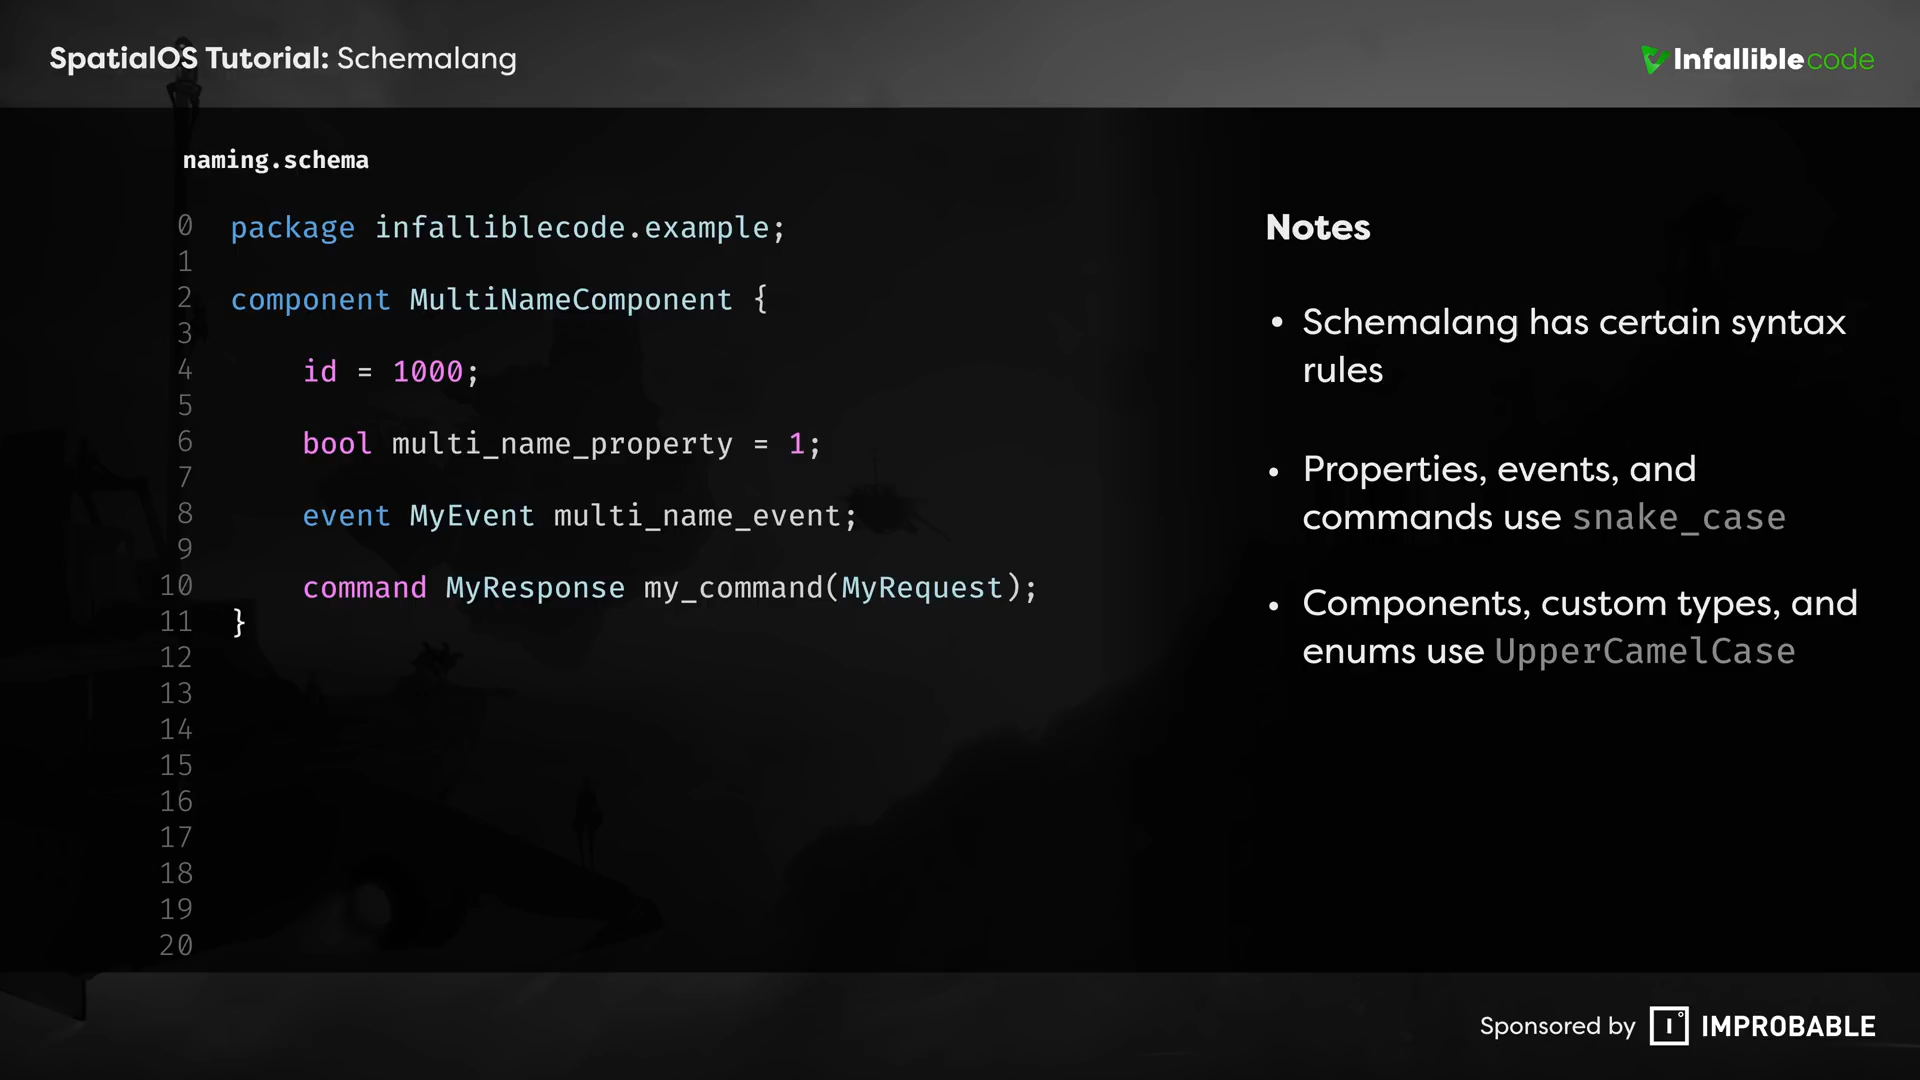 SpatialOS Tutorial: Schemalang
Infalliblecode
naming.schema
0 package infalliblecode.example;
1
2 component MultiNameComponent {
3
4 id = 1000;
5
6 bool multi_name_property = 1;
7
8 event MyEvent multi_name_event;
9
10 command MyResponse my_command(MyRequest);
11 }
12
13
14
15
16
17
18
19
20
Notes
• Schemalang has certain syntax
rules
• Properties, events, and
commands use snake_case
• Components, custom types, and
enums use UpperCamelCase
Sponsored by I IMPROBABLE